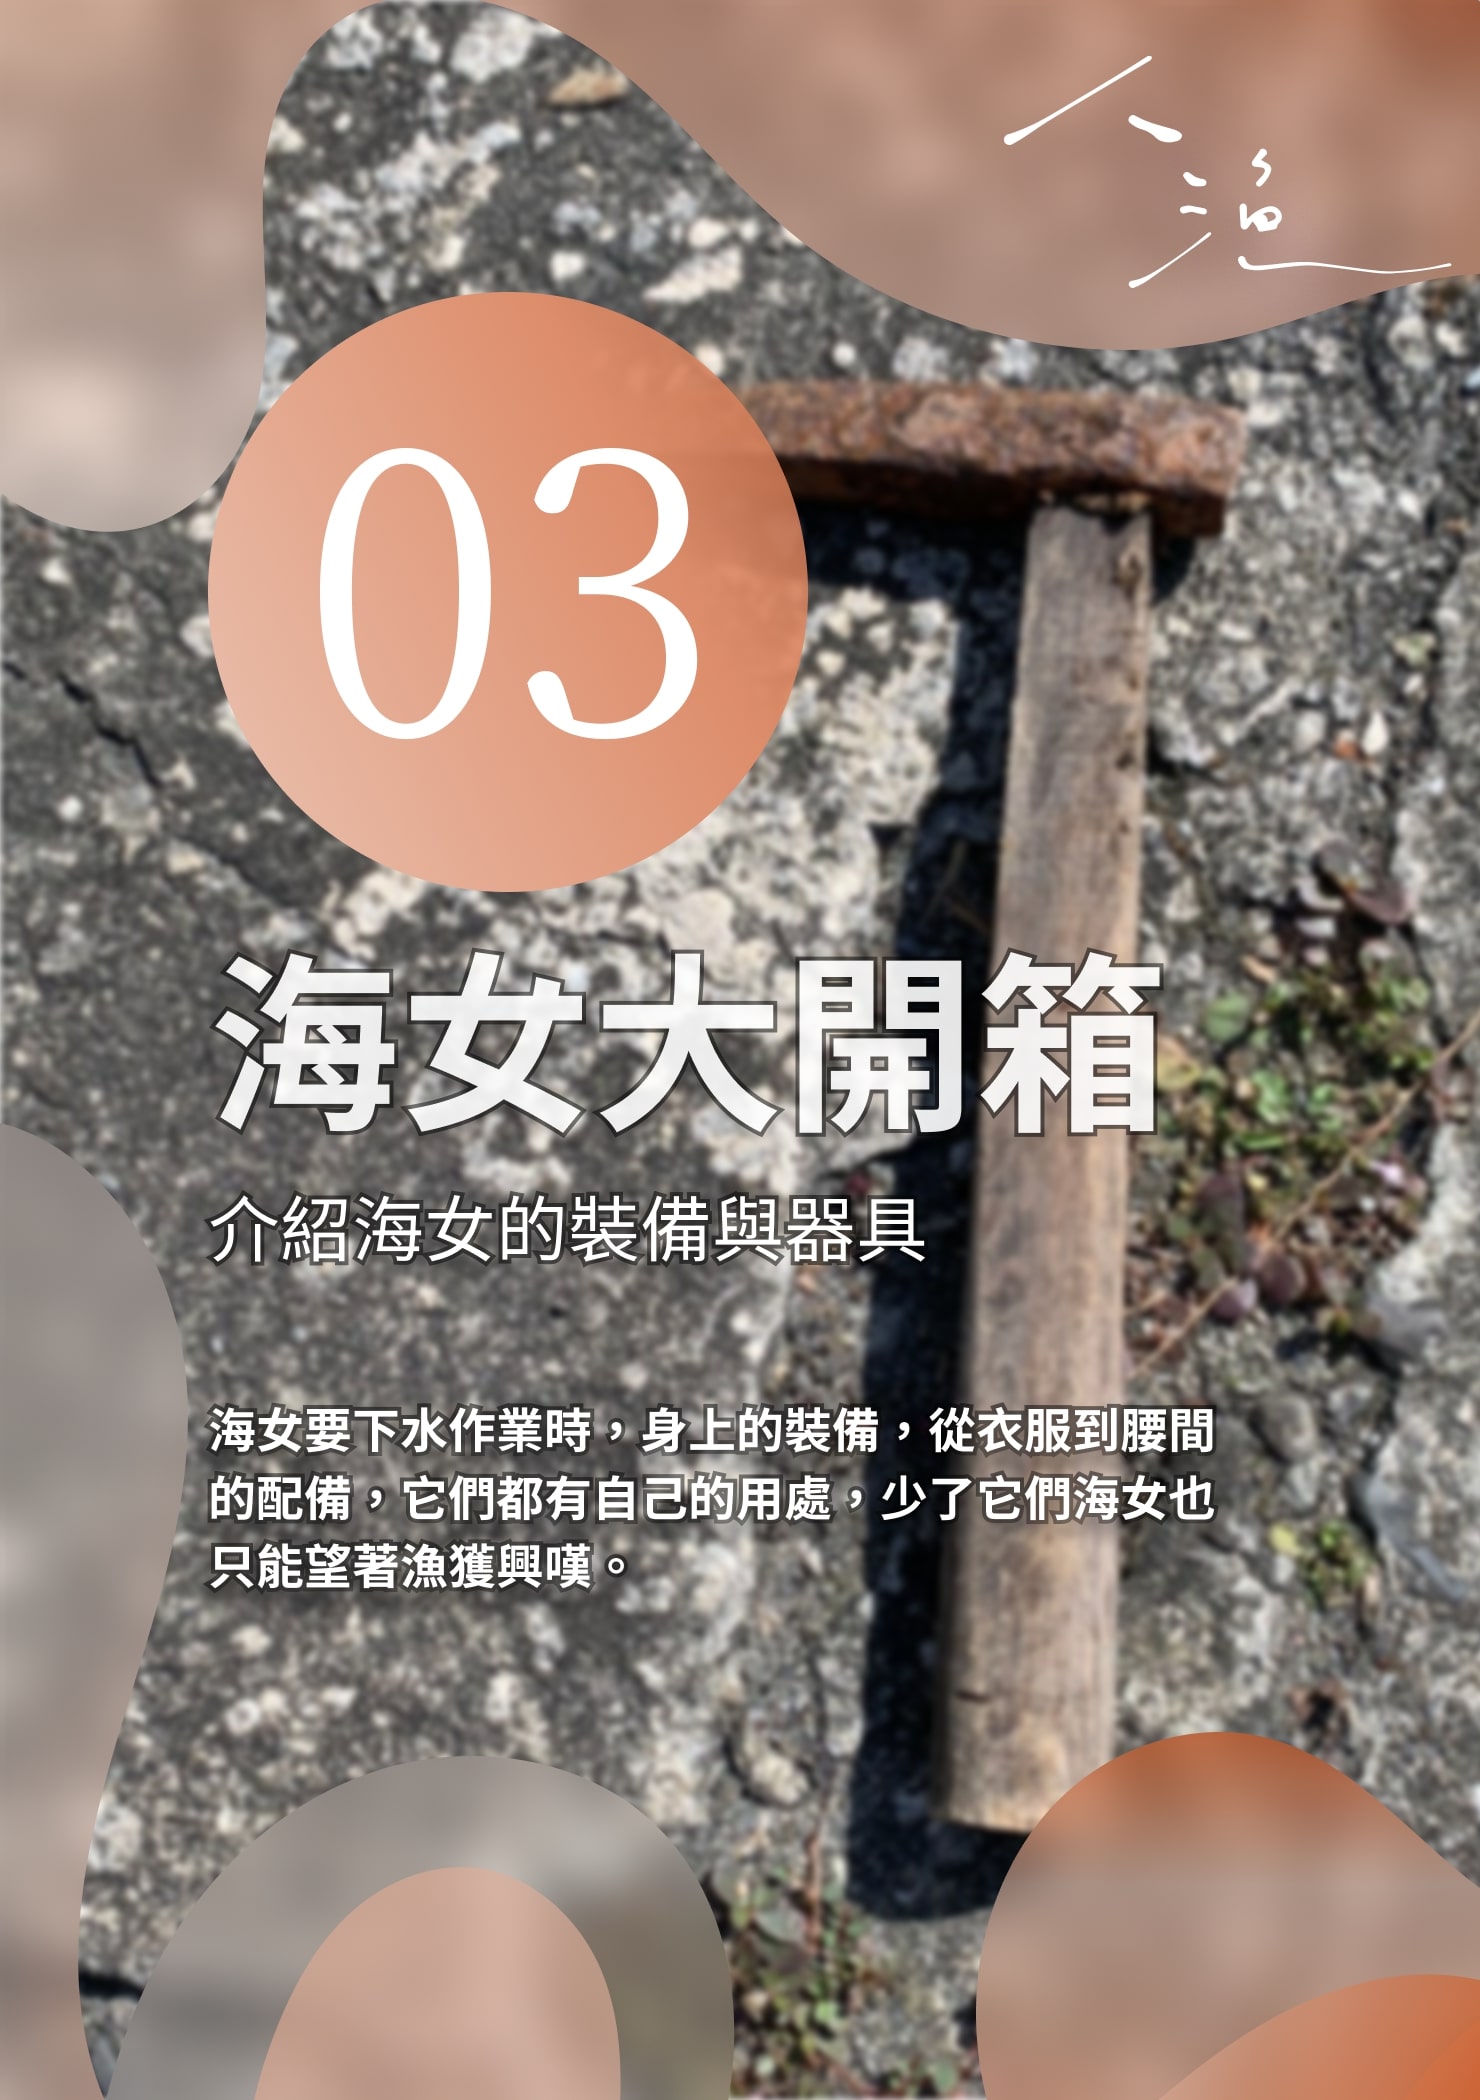 03
海女大開箱
介紹海女的裝備與器具
海女要下水作業時，身上的裝備，從衣服到腰間
的配備，它們都有自己的用處，少了它們海女也
只能望著漁獲興嘆。